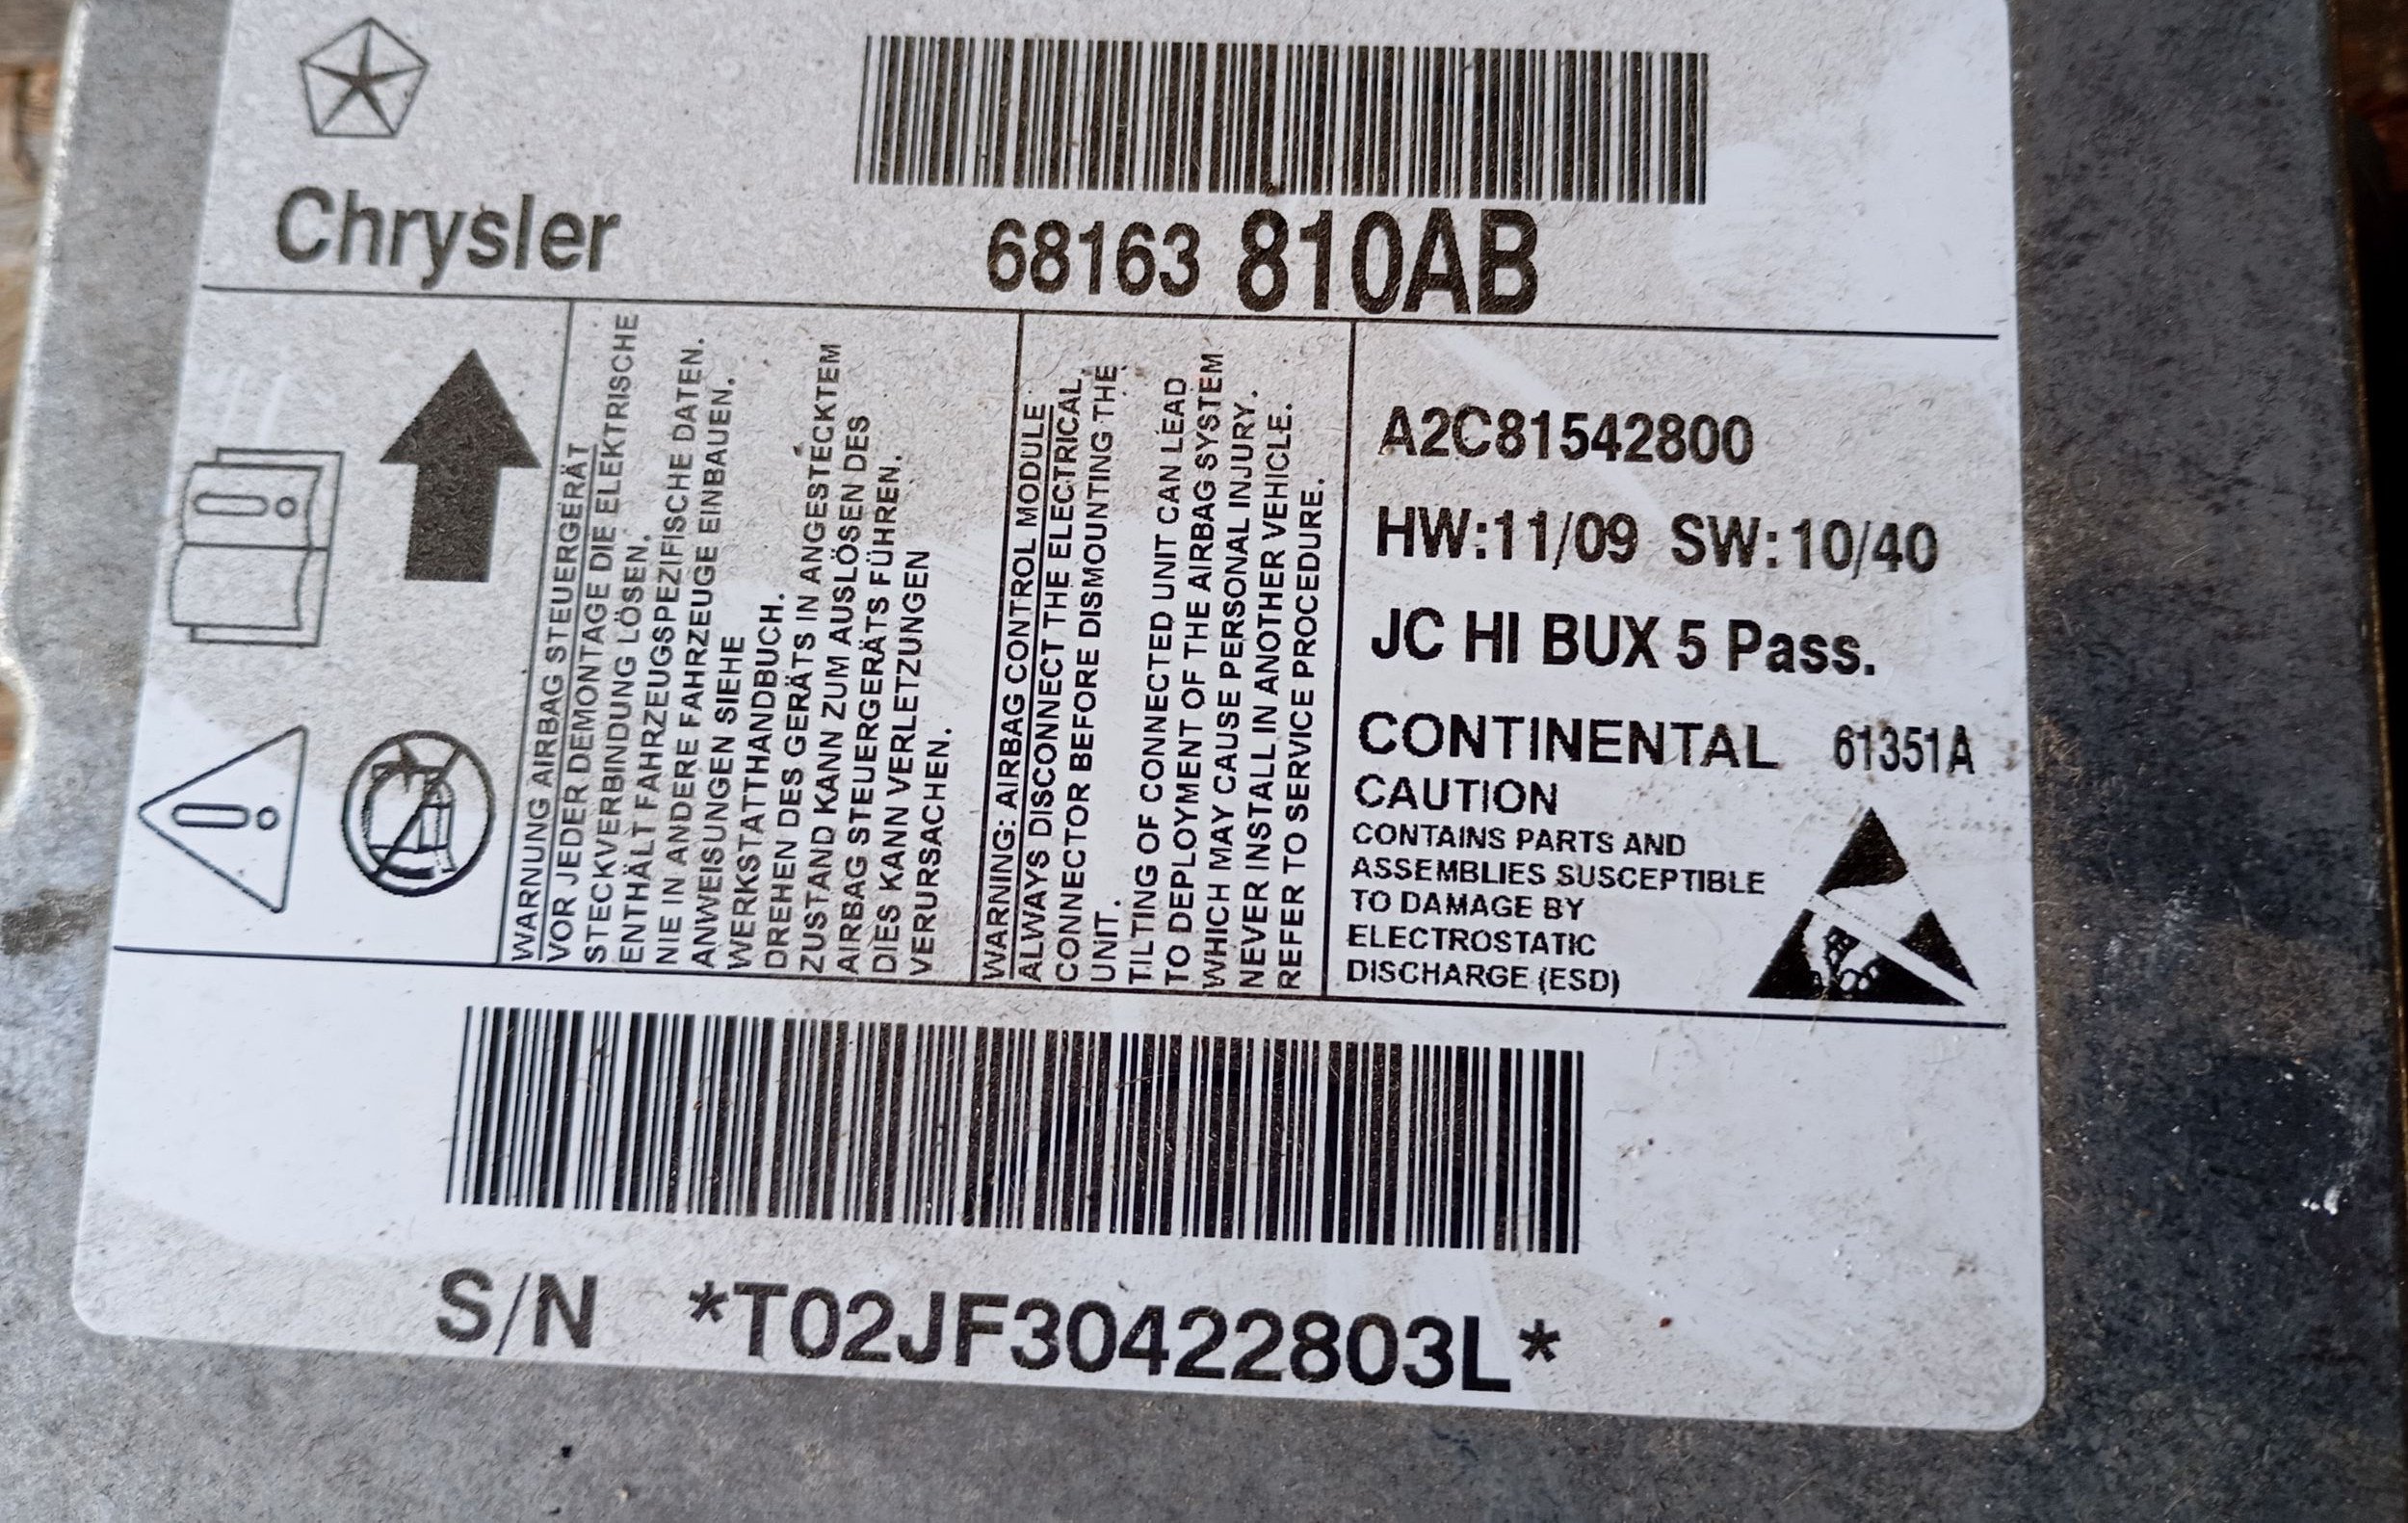 Chrysler
68163 810AB
WARNUNG AIRBAG STEUERGERÄT
VOR JEDER DEMONTAGE DIE ELEKTRISCHE
STECKVERBINDUNG LÖSEN.
ENTHÄLT FAHRZEUGSPEZIFISCHE DATEN.
NIE IN ANDERE FAHRZEUGE EINBAUEN.
ANWEISUNGEN SIEHE
WERKSTATTHANDBUCH.
DREHEN DES GERÄTS IN ANGESTECKTEM
ZUSTAND KANN ZUM AUSLÖSEN DES
AIRBAG STEUERGERÄTS FÜHREN.
DIES KANN VERLETZUNGEN
VERURSACHEN.
WARNING: AIRBAG CONTROL MODULE
ALWAYS DISCONNECT THE ELECTRICAL
CONNECTOR BEFORE DISMOUNTING THE
UNIT.
TILTING OF CONNECTED UNIT CAN LEAD
TO DEPLOYMENT OF THE AIRBAG SYSTEM
WHICH MAY CAUSE PERSONAL INJURY.
NEVER INSTALL IN ANOTHER VEHICLE.
REFER TO SERVICE PROCEDURE.
A2C81542800
HW:11/09 SW:10/40
JC HI BUX 5 Pass.
CONTINENTAL 61351A
CAUTION
CONTAINS PARTS AND
ASSEMBLIES SUSCEPTIBLE
TO DAMAGE BY
ELECTROSTATIC
DISCHARGE (ESD)
S/N *T02JF30422803L*